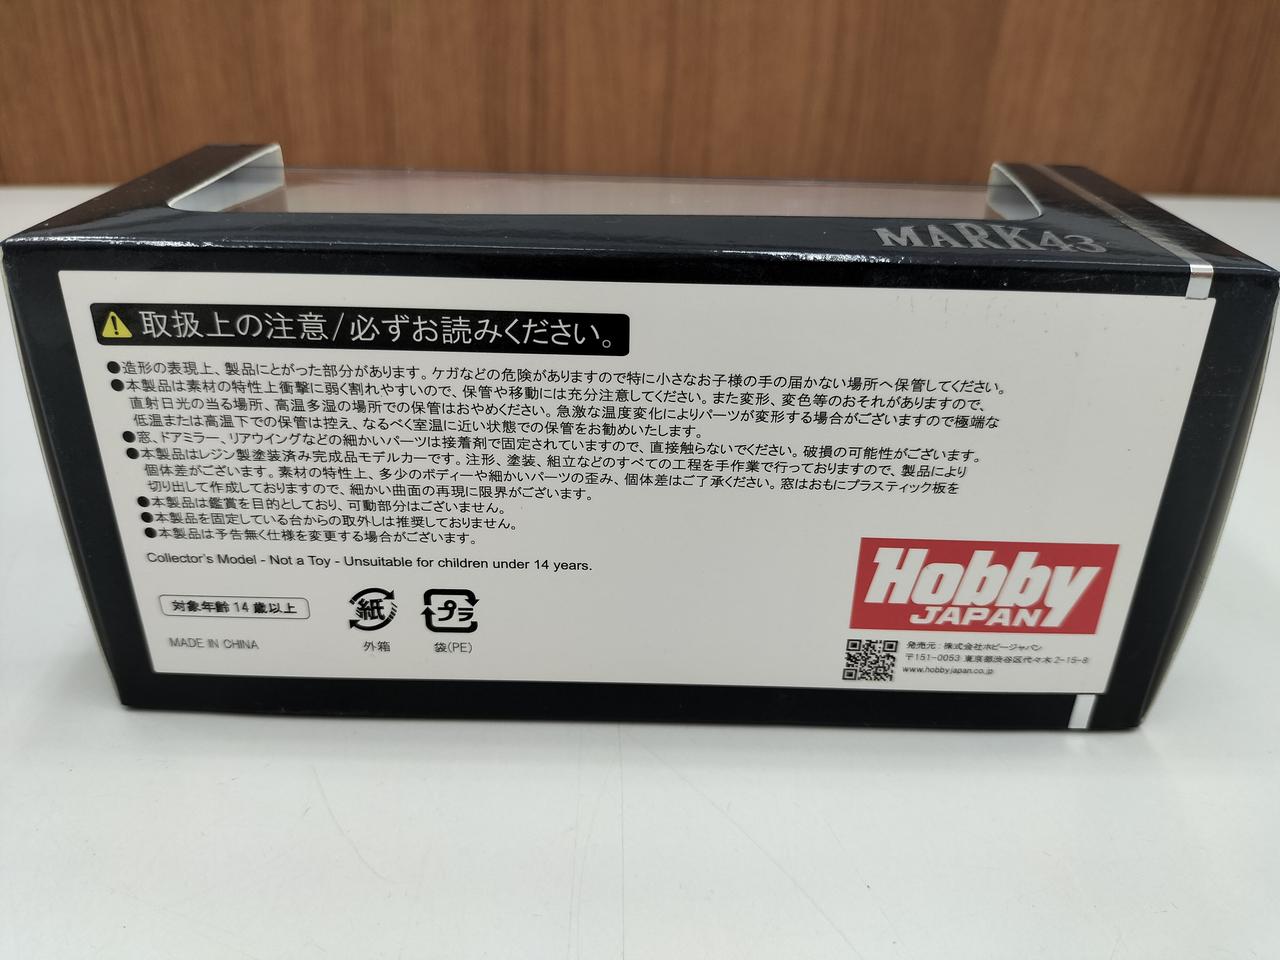 MARK43
取扱上の注意/必ずお読みください。
●造形の表現上、製品にとがった部分があります。ケガなどの危険がありますので特に小さなお子様の手の届かない場所へ保管してください。
●本製品は素材の特性上衝撃に弱く割れやすいので、保管や移動には充分注意してください。また変形、変色等のおそれがありますので、
直射日光の当る場所、高温多湿の場所での保管はおやめください。急激な温度変化によりパーツが変形する場合がございますので極端な
低温または高温下での保管は控え、なるべく室温に近い状態での保管をお勧めいたします。
●窓、ドアミラー、リアウイングなどの細かいパーツは接着剤で固定されていますので、直接触らないでください。破損の可能性がございます。
●本製品はレジン製塗装済み完成品モデルカーです。注形、塗装、組立などのすべての工程を手作業で行っておりますので、製品により
個体差がございます。素材の特性上、多少のボディーや細かいパーツの歪み、個体差はご了承ください。窓はおもにプラスティック板を
切り出して作成しておりますので、細かい曲面の再現に限界がございます。
●本製品は鑑賞を目的としており、可動部分はございません。
●本製品を固定している台からの取外しは推奨しておりません。
●本製品は予告無く仕様を変更する場合がございます。
Collector's Model - Not a Toy - Unsuitable for children under 14 years.
対象年齢14歳以上
紙
プラ
外箱
袋(PE)
MADE IN CHINA
Hobby
JAPAN
発売元：株式会社ホビージャパン
〒151-0053 東京都渋谷区代々木2-15-8
www.hobbyjapan.co.jp